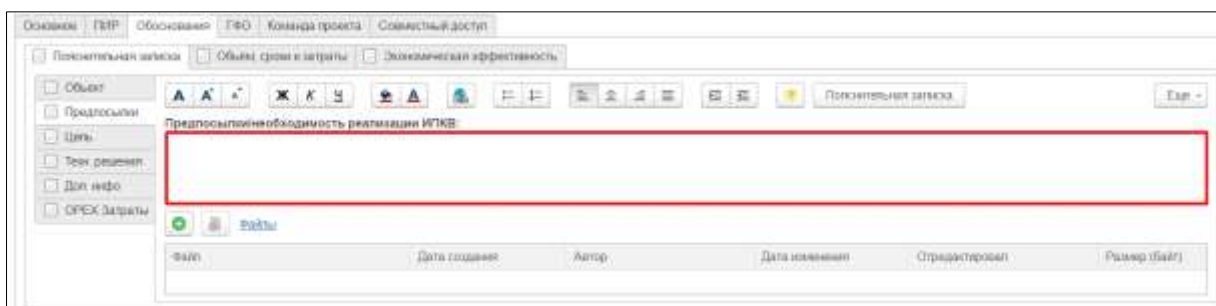 Основное ПИР Обоснования ГФО Команда проекта Совместный доступ
Пояснительная записка Объем, сроки и затраты Экономическая эффективность
Объект
Предпосылки
Цель
Техн. решения
Доп. инфо
OPEX Затраты
A A A Ж К Ч A Пояснительная записка Еще
Предпосылки/необходимость реализации ИПКВ:
Файлы
Файл Дата создания Автор Дата изменения Отредактировал Размер (байт)